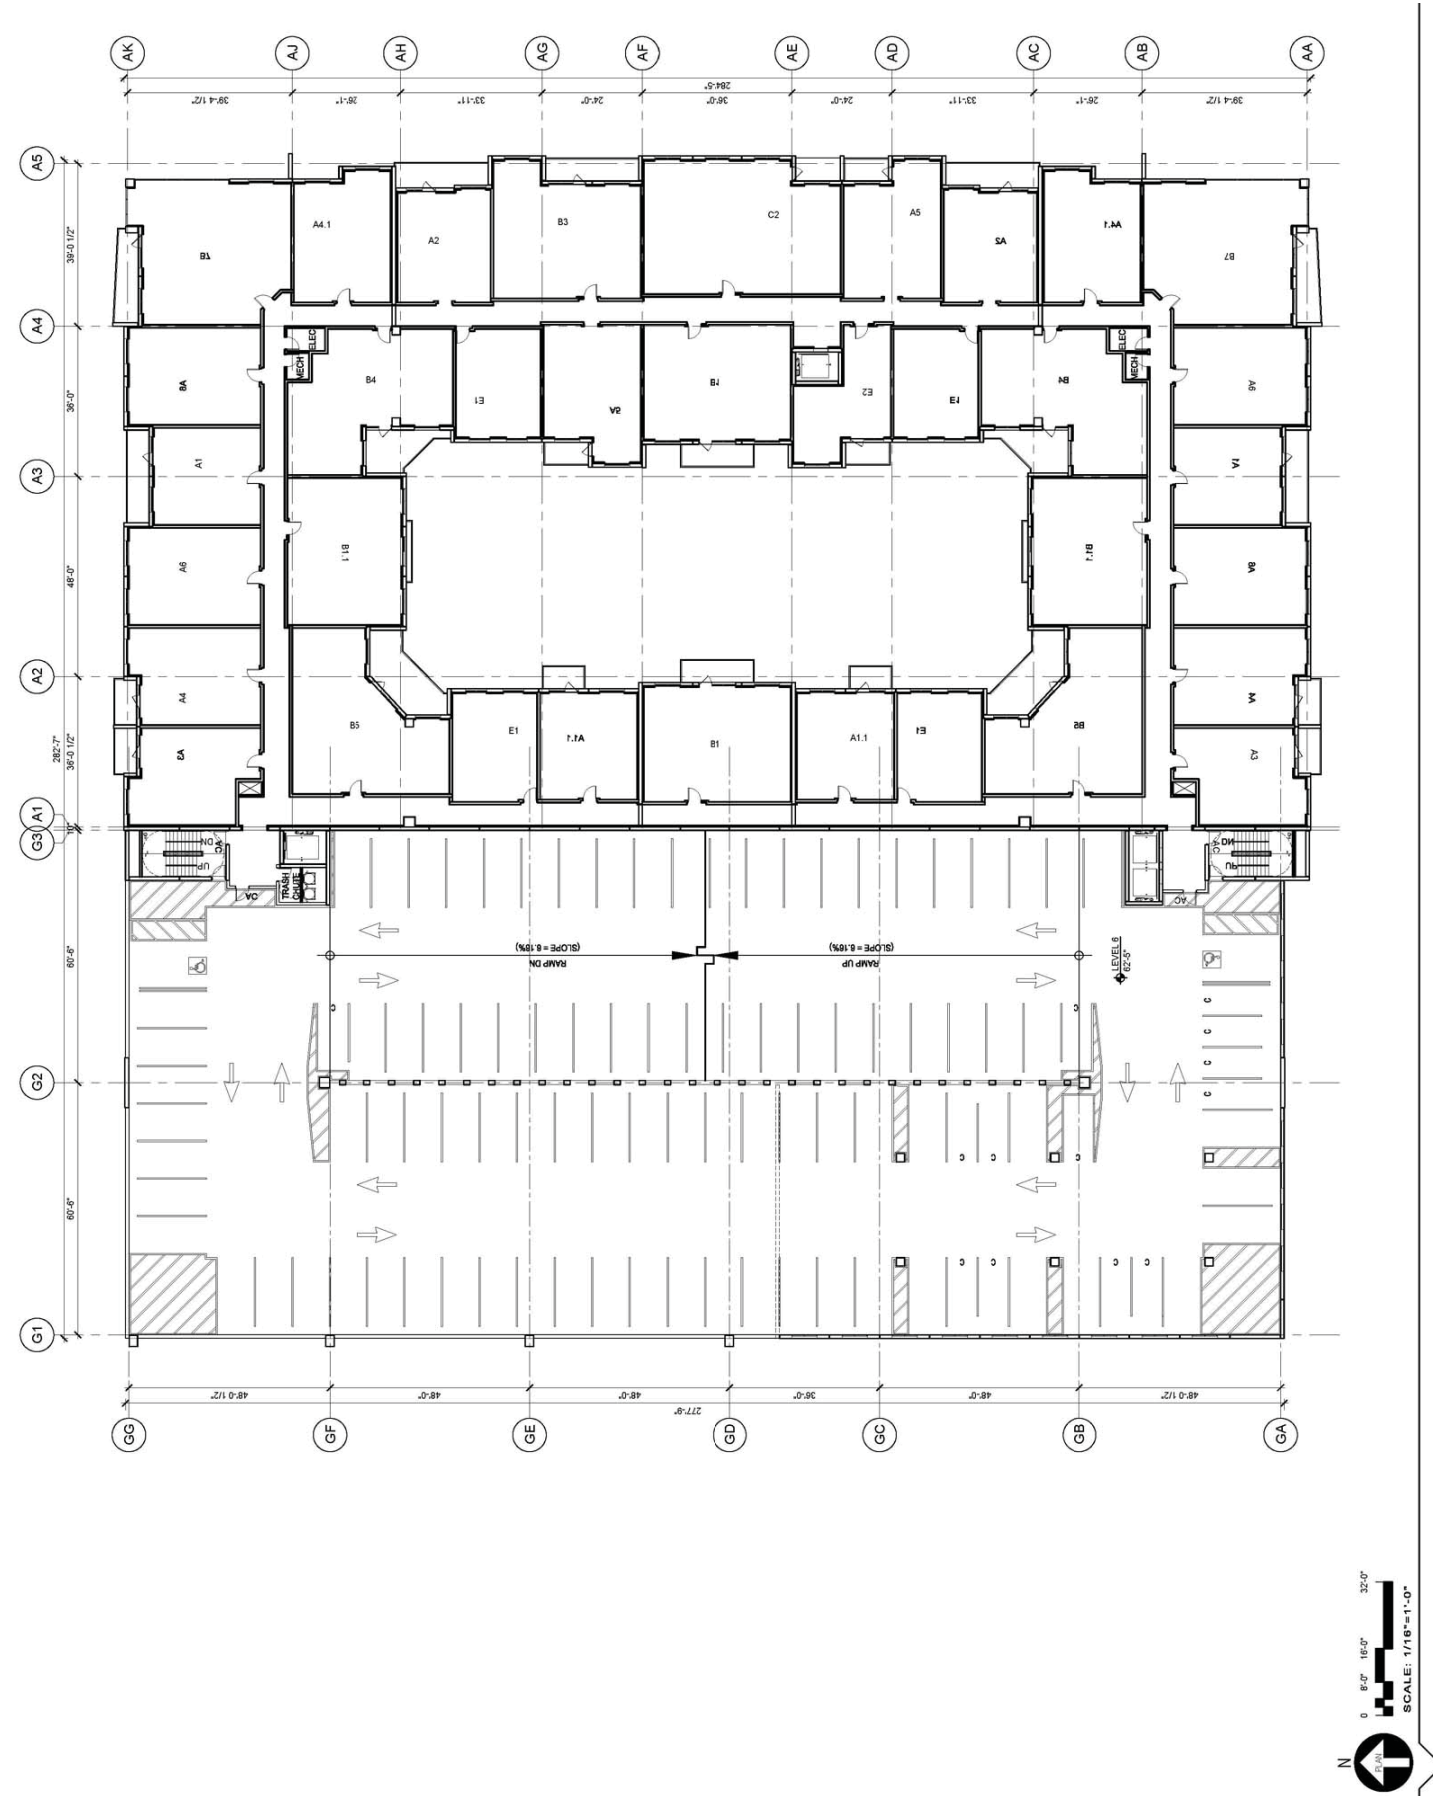 AK
AJ
AH
AG
AF
AE
AD
AC
AB
AA
284'-5"
39'-4 1/2"
26'-1"
33'-11"
24'-0"
36'-0"
24'-0"
33'-11"
26'-1"
39'-4 1/2"
A5
A4
A3
A2
A1
G3
G2
G1
39'-0 1/2"
36'-0"
48'-0"
36'-0 1/2"
282'-7"
60'-6"
60'-6"
B7
A4.1
A2
B3
C2
A5
A2
A4.1
B7
ELEC
MECH
ELEC
MECH
A6
B4
E1
A5
B1
E2
E1
B4
A6
A1
A1
A6
B1.1
B1.1
A6
A4
A4
A3
B5
E1
A1.1
B1
A1.1
E1
B5
A3
UP
DN
AC
AC
TRASH
CHUTE
DN
UP
AC
AC
RAMP DN
(SLOPE = 6.16%)
RAMP UP
(SLOPE = 6.16%)
LEVEL 6
62'-5"
C
C
C
C
C
C
C
C
C
C
C
C
C
48'-0 1/2"
48'-0"
48'-0"
36'-0"
48'-0"
48'-0 1/2"
277'-9"
GG
GF
GE
GD
GC
GB
GA
0
8'-0"
16'-0"
32'-0"
SCALE: 1/16"=1'-0"
N
PLAN